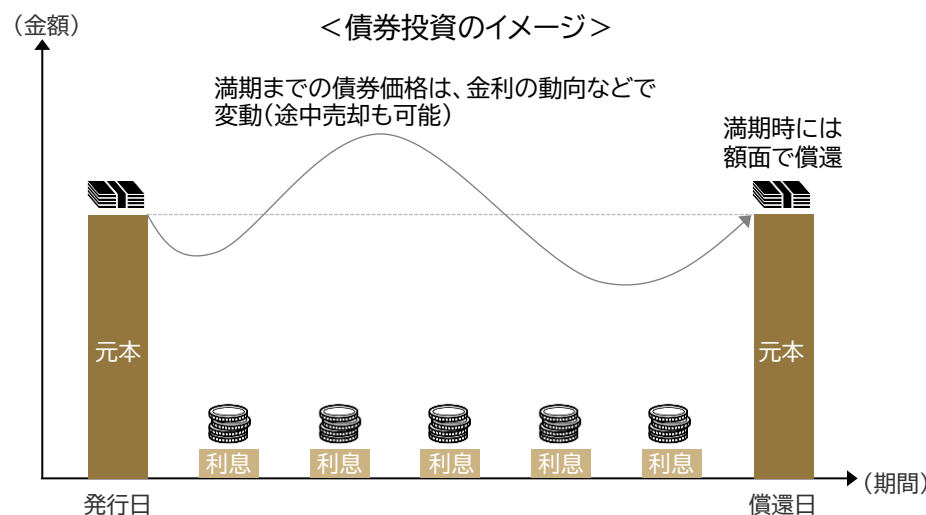 （金額）
＜債券投資のイメージ＞
満期までの債券価格は、金利の動向などで
変動（途中売却も可能）
満期時には
額面で償還
元本
元本
利息
利息
利息
利息
利息
（期間）
発行日
償還日